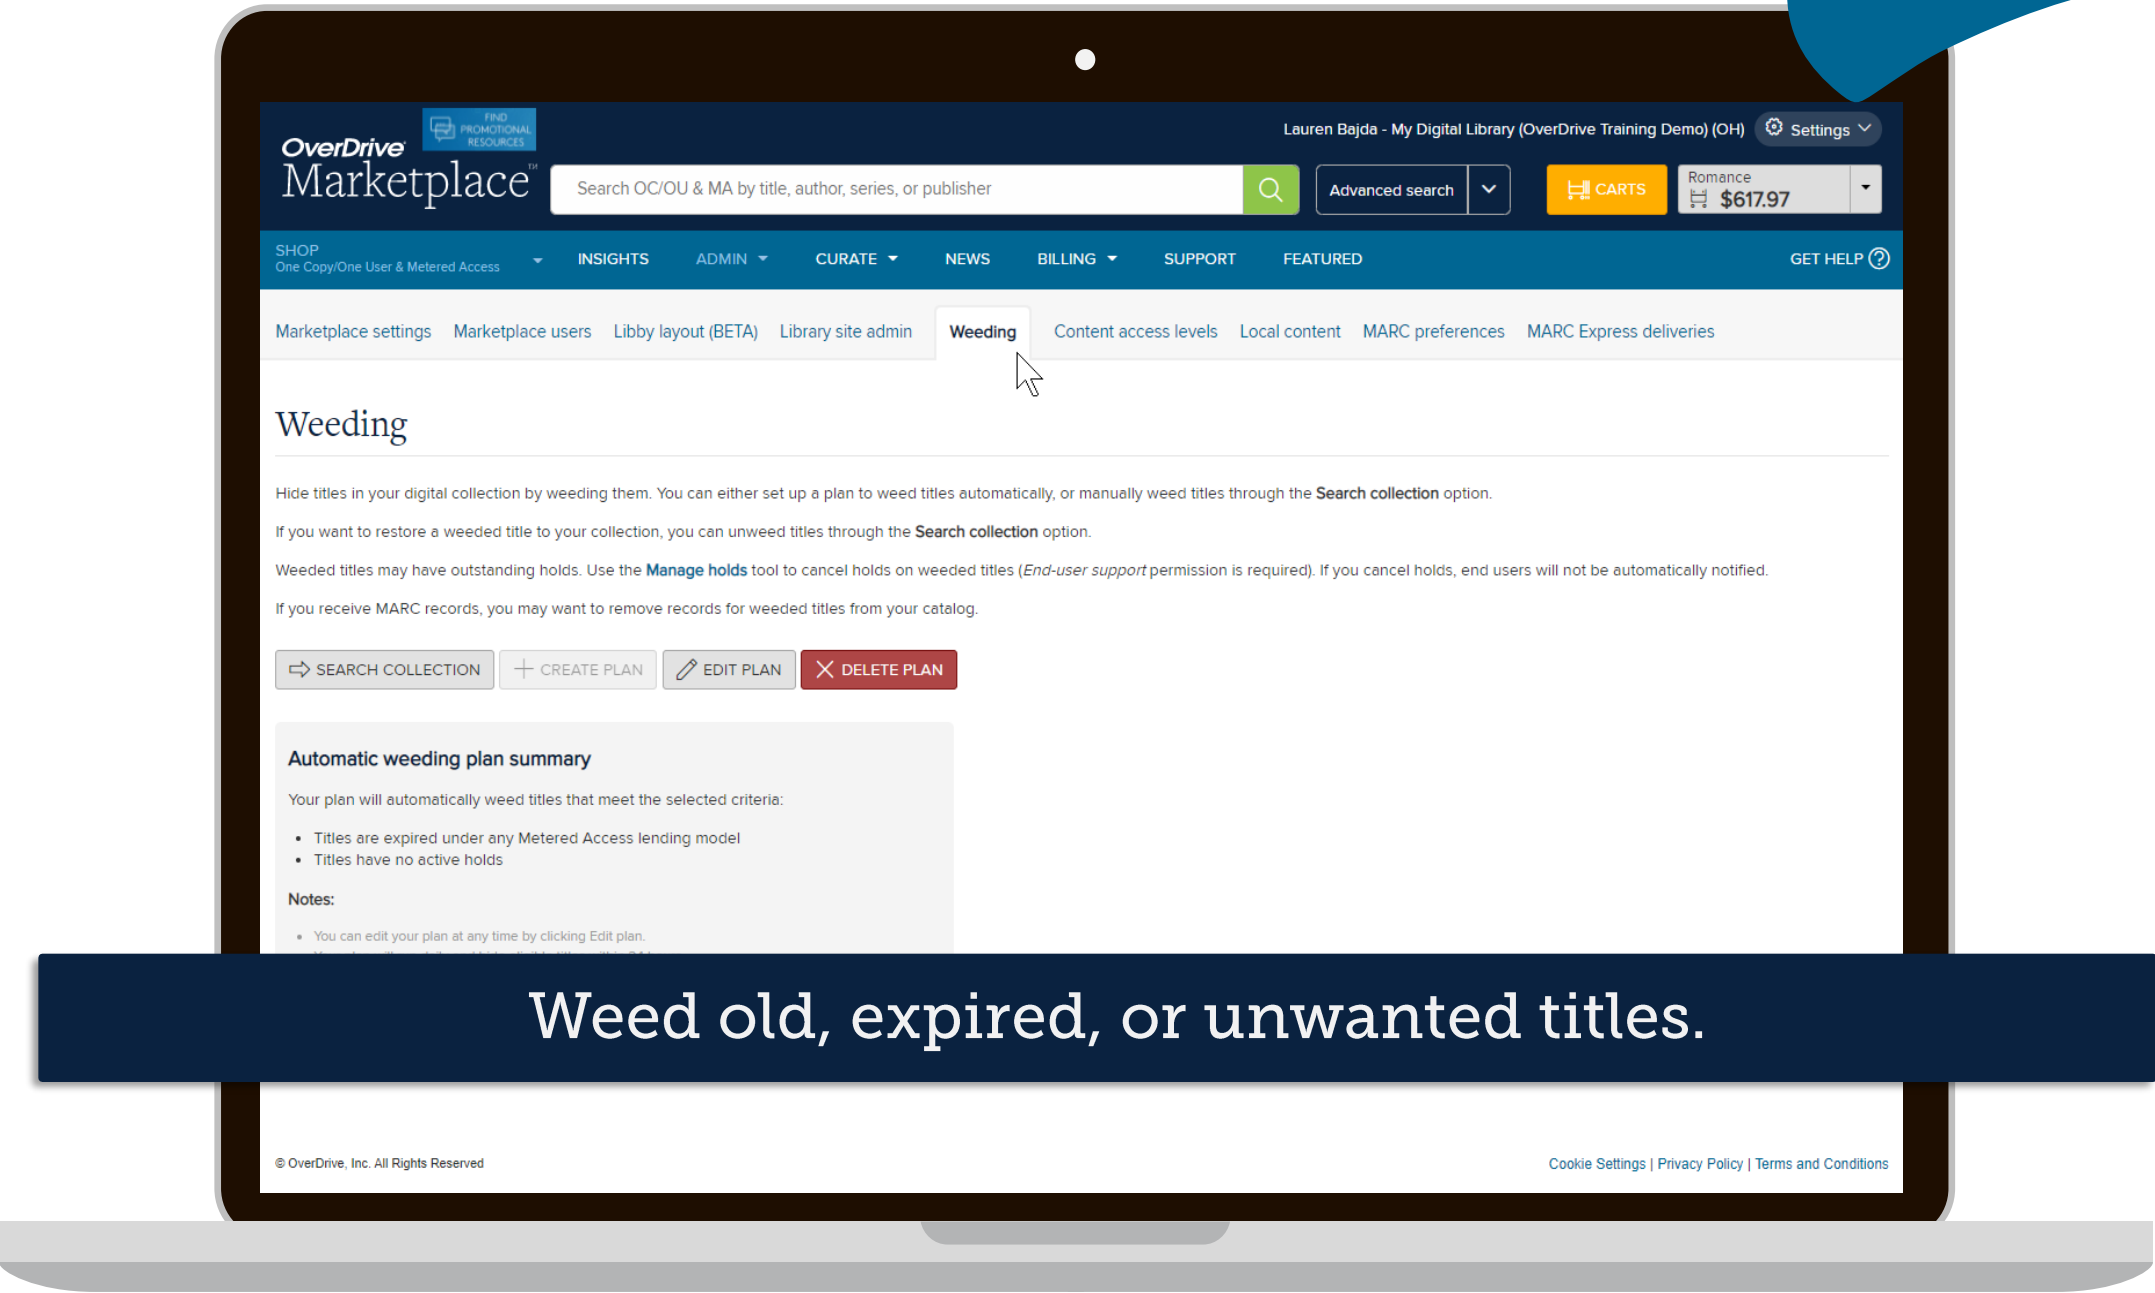 FIND
PROMOTIONAL
RESOURCES
OverDrive
Marketplace™
Lauren Bajda - My Digital Library (OverDrive Training Demo) (OH)
Settings
Search OC/OU & MA by title, author, series, or publisher
Advanced search
CARTS
Romance
$617.97
SHOP
One Copy/One User & Metered Access
INSIGHTS
ADMIN
CURATE
NEWS
BILLING
SUPPORT
FEATURED
GET HELP
Marketplace settings
Marketplace users
Libby layout (BETA)
Library site admin
Weeding
Content access levels
Local content
MARC preferences
MARC Express deliveries
Weeding
Hide titles in your digital collection by weeding them. You can either set up a plan to weed titles automatically, or manually weed titles through the Search collection option.
If you want to restore a weeded title to your collection, you can unweed titles through the Search collection option.
Weeded titles may have outstanding holds. Use the Manage holds tool to cancel holds on weeded titles (End-user support permission is required). If you cancel holds, end users will not be automatically notified.
If you receive MARC records, you may want to remove records for weeded titles from your catalog.
SEARCH COLLECTION
CREATE PLAN
EDIT PLAN
DELETE PLAN
Automatic weeding plan summary
Your plan will automatically weed titles that meet the selected criteria:
• Titles are expired under any Metered Access lending model
• Titles have no active holds
Notes:
• You can edit your plan at any time by clicking Edit plan.
Weed old, expired, or unwanted titles.
© OverDrive, Inc. All Rights Reserved
Cookie Settings | Privacy Policy | Terms and Conditions